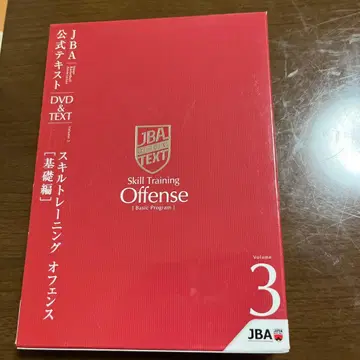 JBA
公式テキスト
DVD
&
TEXT
スキルトレーニング オフェンス
[基礎編]
JBA
TEXT
Skill Training
Offense
[ Basic Program ]
Volume
3
JBA